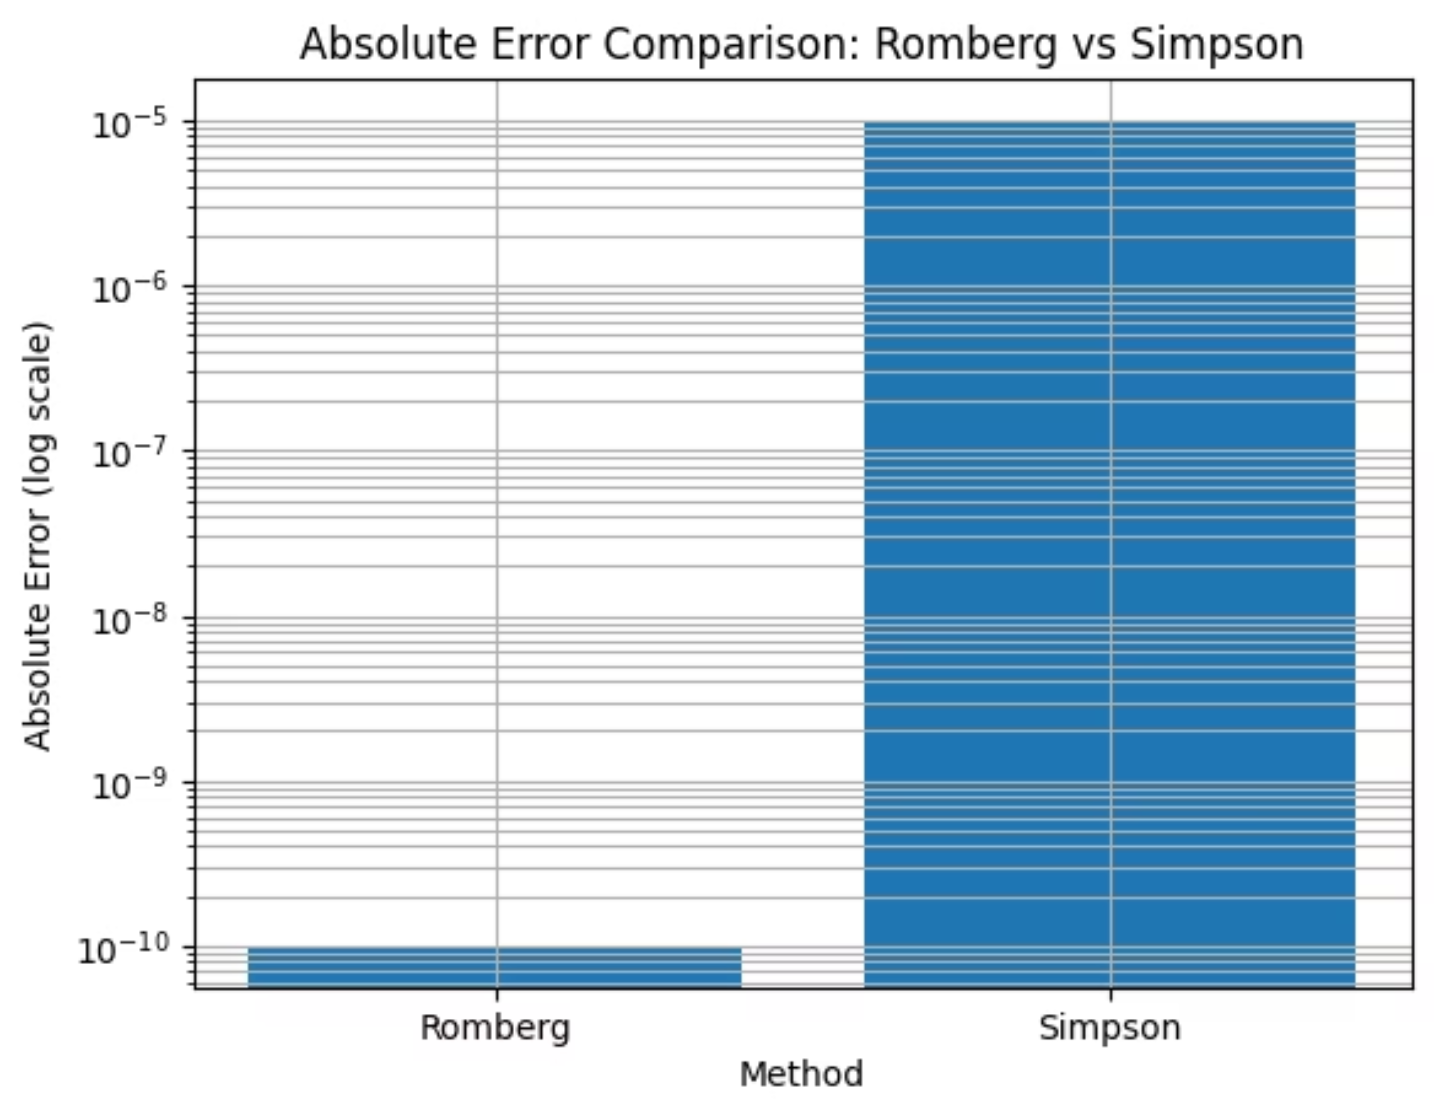 Absolute Error Comparison: Romberg vs Simpson
Absolute Error (log scale)
10⁻⁵
10⁻⁶
10⁻⁷
10⁻⁸
10⁻⁹
10⁻¹⁰
Romberg Simpson
Method